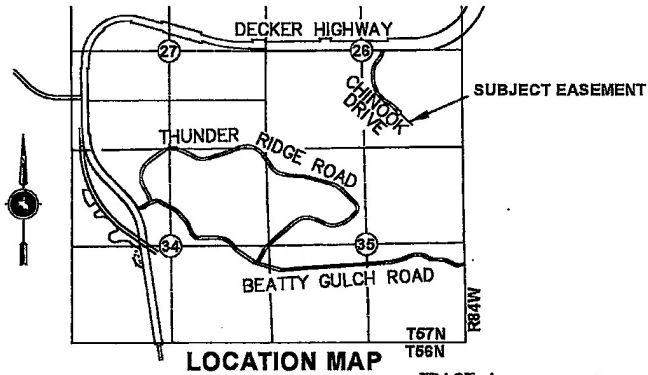 DECKER HIGHWAY
27
26
CHINOOK
DRIVE
SUBJECT EASEMENT
THUNDER RIDGE ROAD
34
35
BEATTY GULCH ROAD
R84W
T57N
T56N
LOCATION MAP